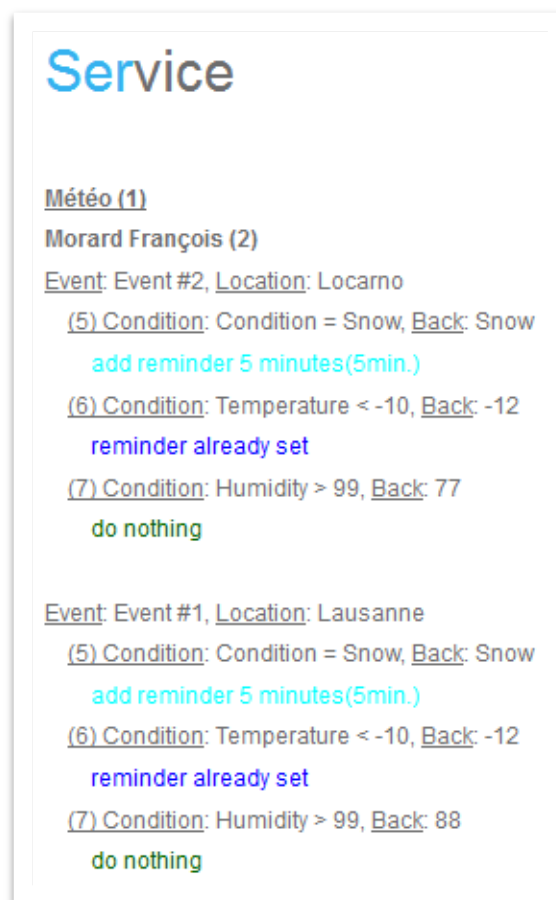 Service
Météo (1)
Morard François (2)
Event: Event #2, Location: Locarno
(5) Condition: Condition = Snow, Back: Snow
add reminder 5 minutes(5min.)
(6) Condition: Temperature < -10, Back: -12
reminder already set
(7) Condition: Humidity > 99, Back: 77
do nothing
Event: Event #1, Location: Lausanne
(5) Condition: Condition = Snow, Back: Snow
add reminder 5 minutes(5min.)
(6) Condition: Temperature < -10, Back: -12
reminder already set
(7) Condition: Humidity > 99, Back: 88
do nothing